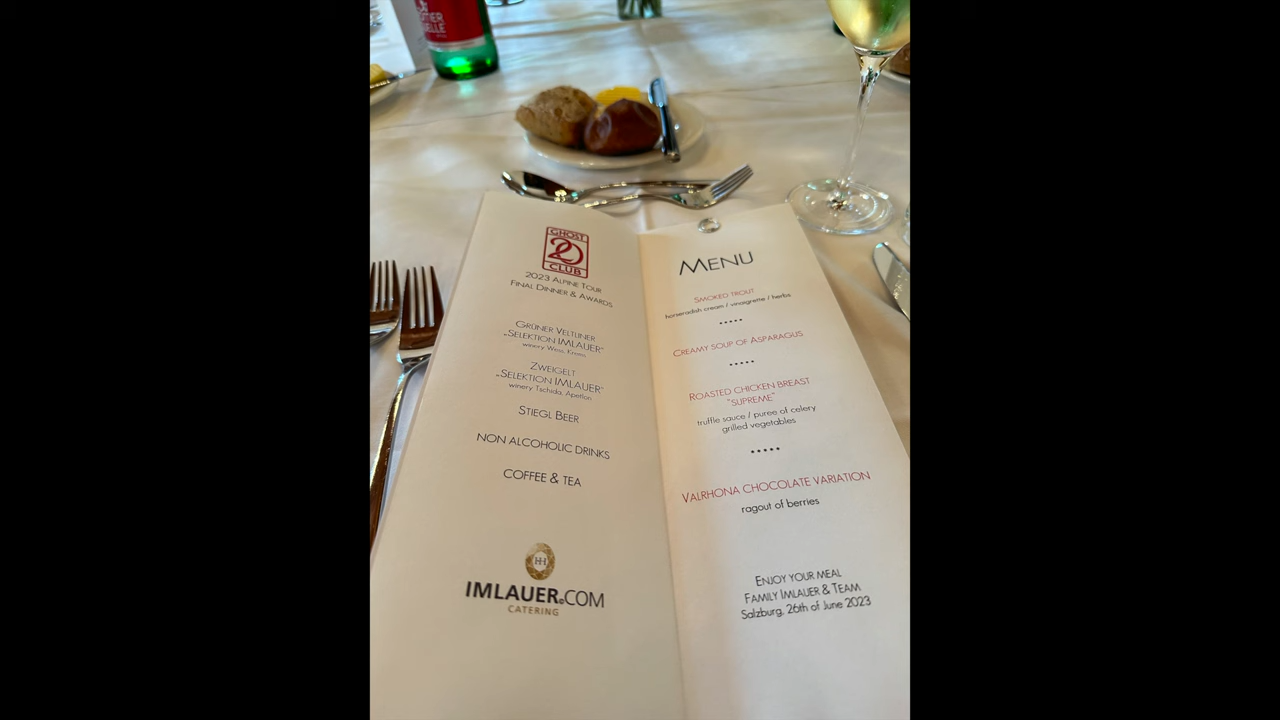 GHOST
20
CLUB
2023 Alpine Tour
Final Dinner & Awards
Grüner Veltliner
„Selektion IMLAUER"
winery Wess, Krems
Zweigelt
„Selektion IMLAUER"
winery Tschida, Apetlon
Stiegl Beer
NON ALCOHOLIC DRINKS
COFFEE & TEA
IMLAUER.COM
CATERING
Menu
Smoked trout
horseradish cream / vinaigrette / herbs
*****
Creamy soup of Asparagus
*****
Roasted chicken breast
"supreme"
truffle sauce / puree of celery
grilled vegetables
*****
Valrhona chocolate variation
ragout of berries
Enjoy your meal
Family Imlauer & Team
Salzburg, 26th of June 2023